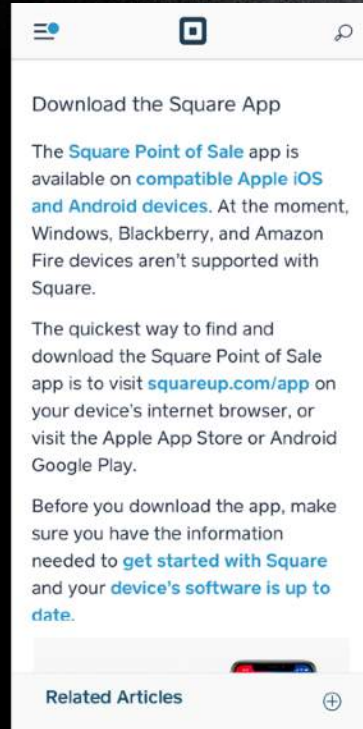 Download the Square App
The Square Point of Sale app is
available on compatible Apple iOS
and Android devices. At the moment,
Windows, Blackberry, and Amazon
Fire devices aren't supported with
Square.
The quickest way to find and
download the Square Point of Sale
app is to visit squareup.com/app on
your device's internet browser, or
visit the Apple App Store or Android
Google Play.
Before you download the app, make
sure you have the information
needed to get started with Square
and your device's software is up to
date.
Related Articles